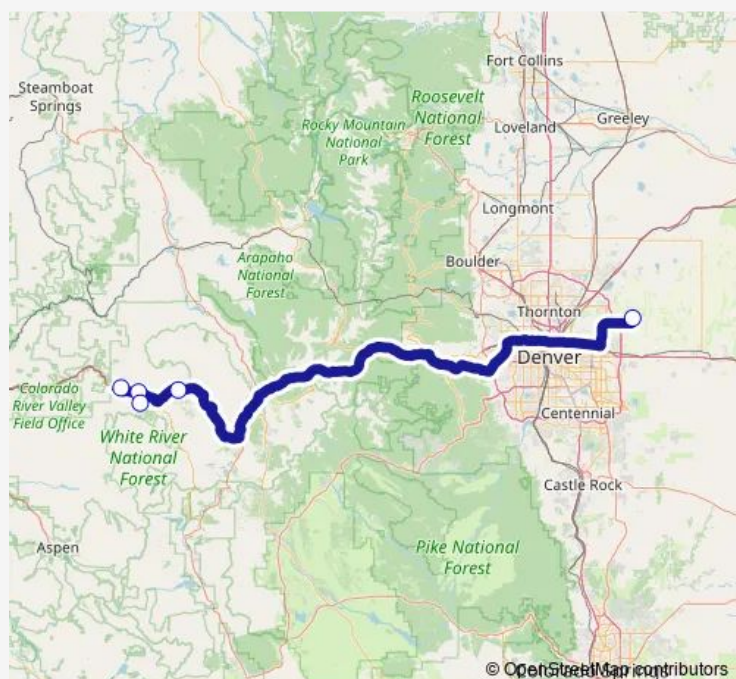 Fort Collins
Steamboat
Springs
Roosevelt
National
Forest
Greeley
Rocky Mountain
National
Park
Loveland
Longmont
Boulder
Arapaho
National
Forest
Thornton
Denver
Colorado
River Valley
Field Office
White River
National
Forest
Centennial
Castle Rock
Aspen
Pike National
Forest
© OpenStreetMap contributors
Colorado Springs